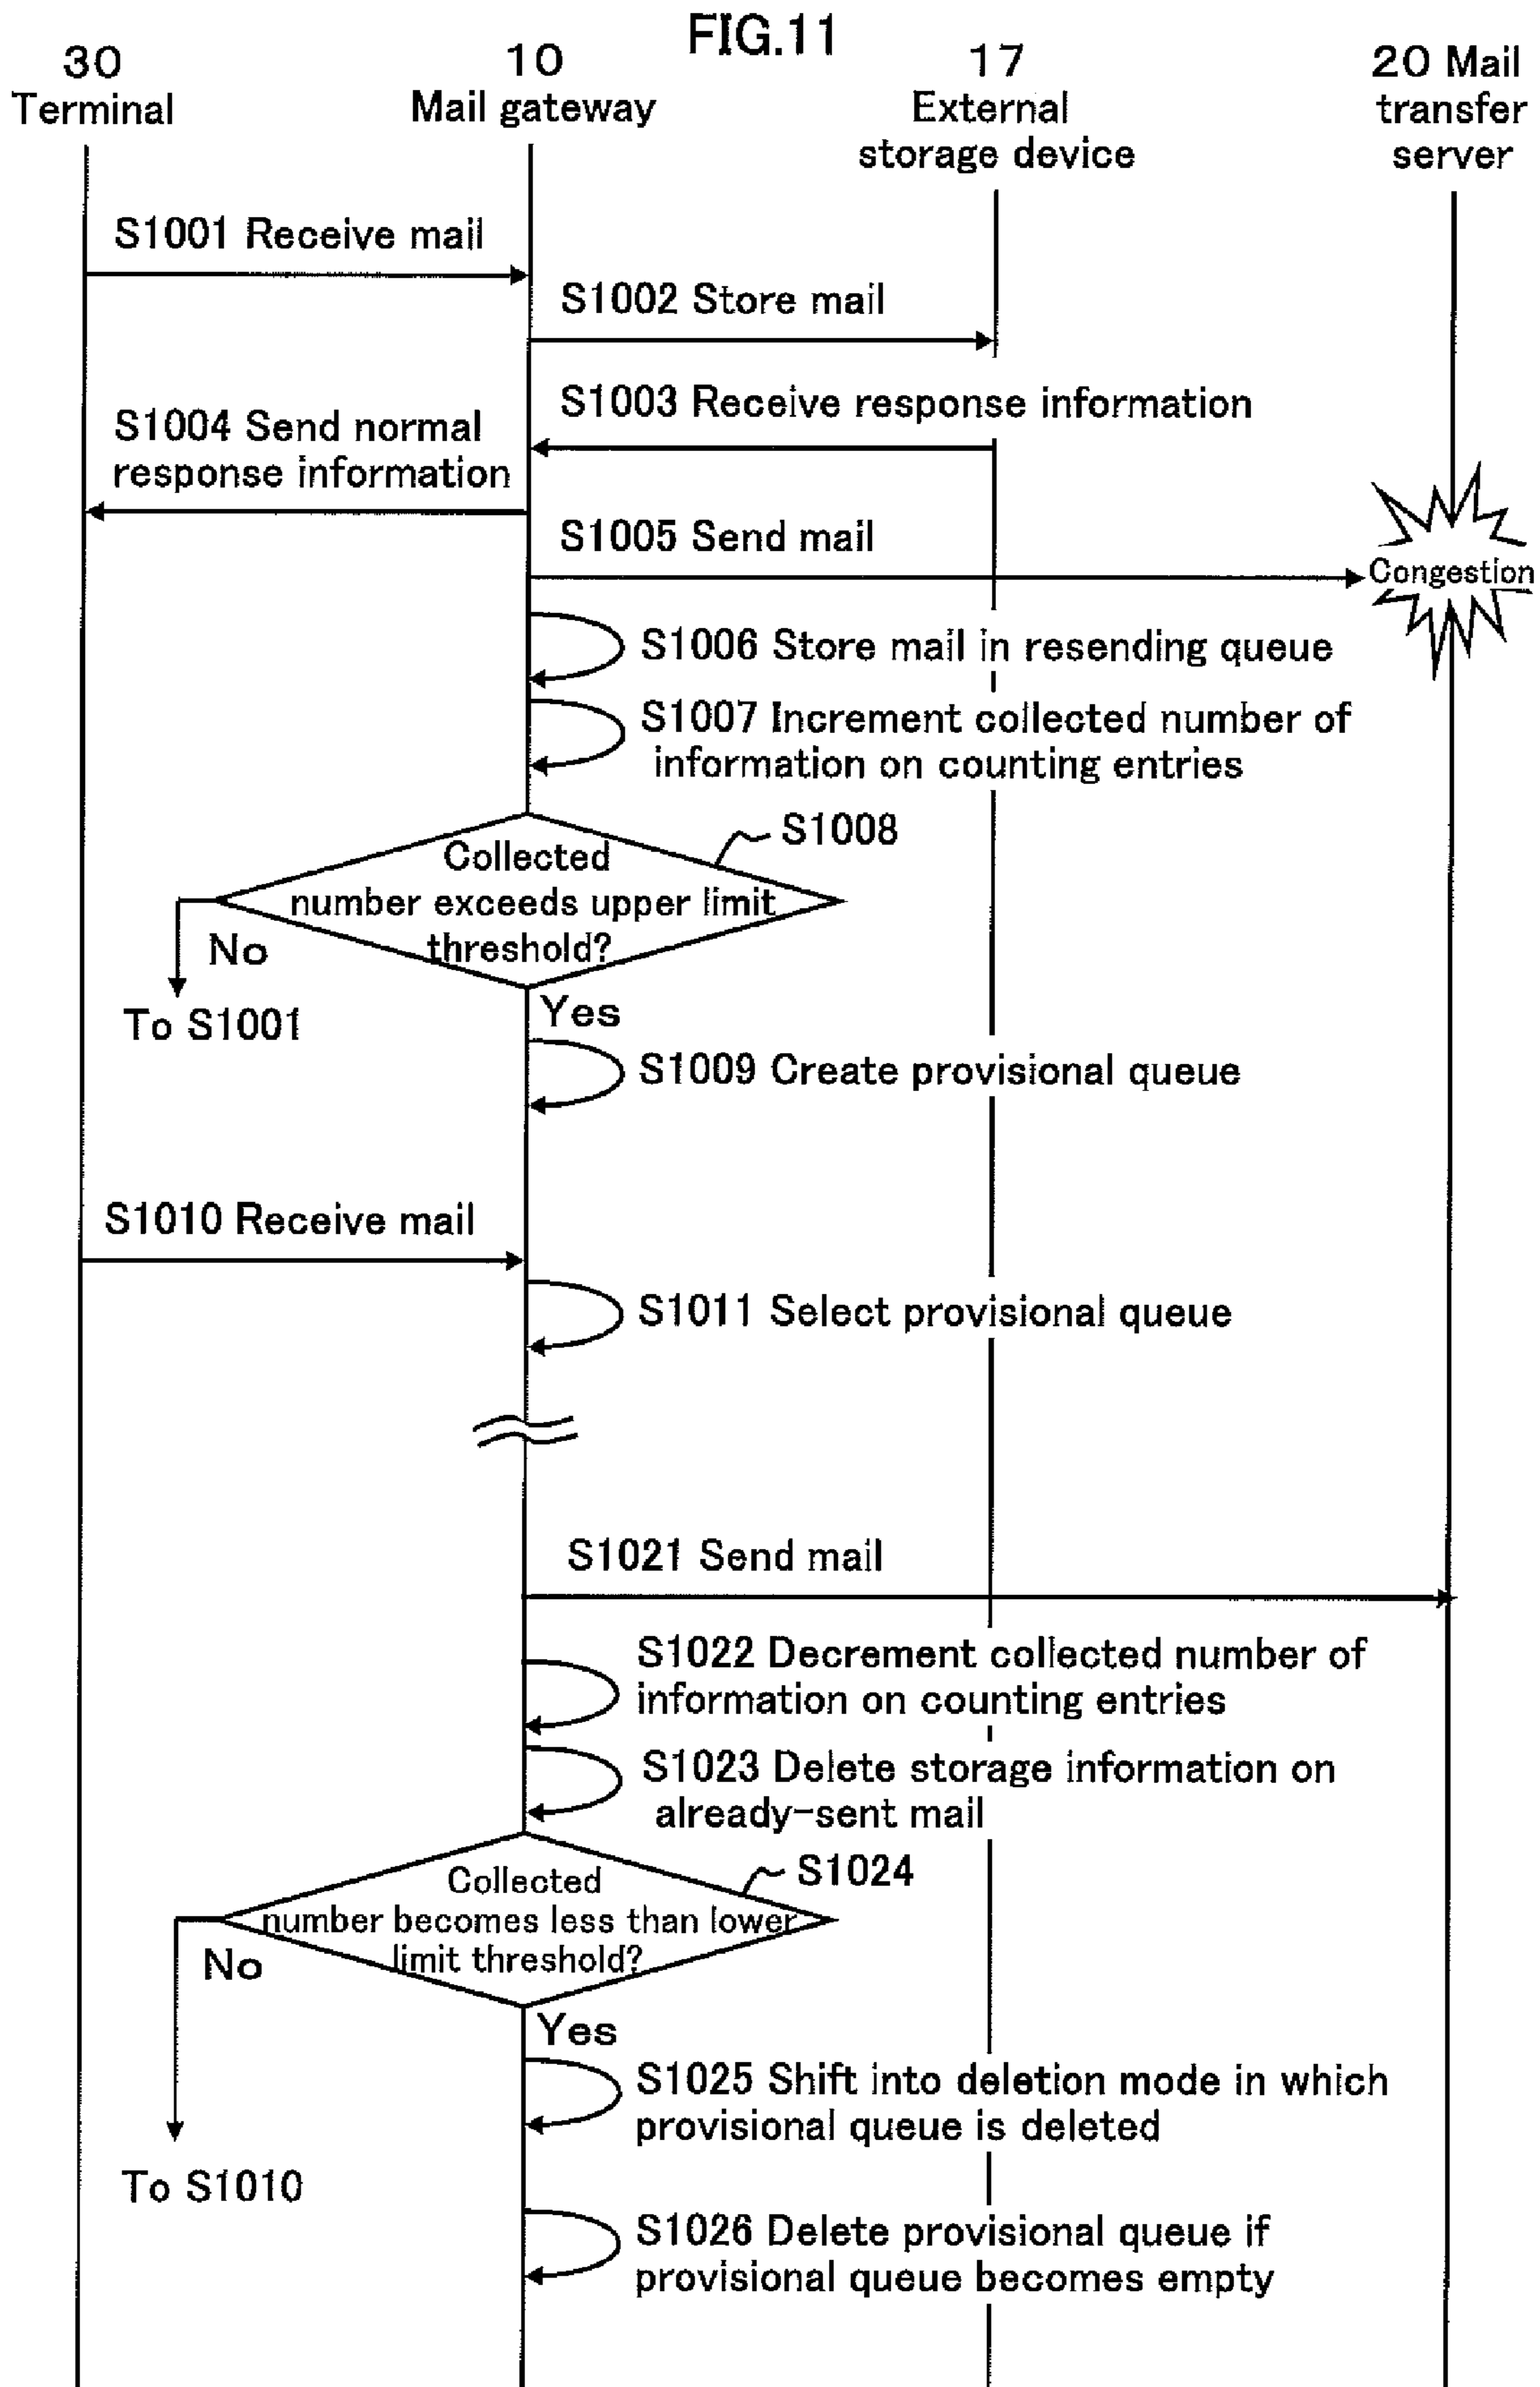 FIG.11
30
Terminal
10
Mail gateway
17
External
storage device
20 Mail
transfer
server
S1001 Receive mail
S1002 Store mail
S1003 Receive response information
S1004 Send normal
response information
S1005 Send mail
Congestion
S1006 Store mail in resending queue
S1007 Increment collected number of
information on counting entries
S1008
Collected
number exceeds upper limit
threshold?
No
To S1001
Yes
S1009 Create provisional queue
S1010 Receive mail
S1011 Select provisional queue
S1021 Send mail
S1022 Decrement collected number of
information on counting entries
S1023 Delete storage information on
already-sent mail
S1024
Collected
number becomes less than lower
limit threshold?
No
To S1010
Yes
S1025 Shift into deletion mode in which
provisional queue is deleted
S1026 Delete provisional queue if
provisional queue becomes empty